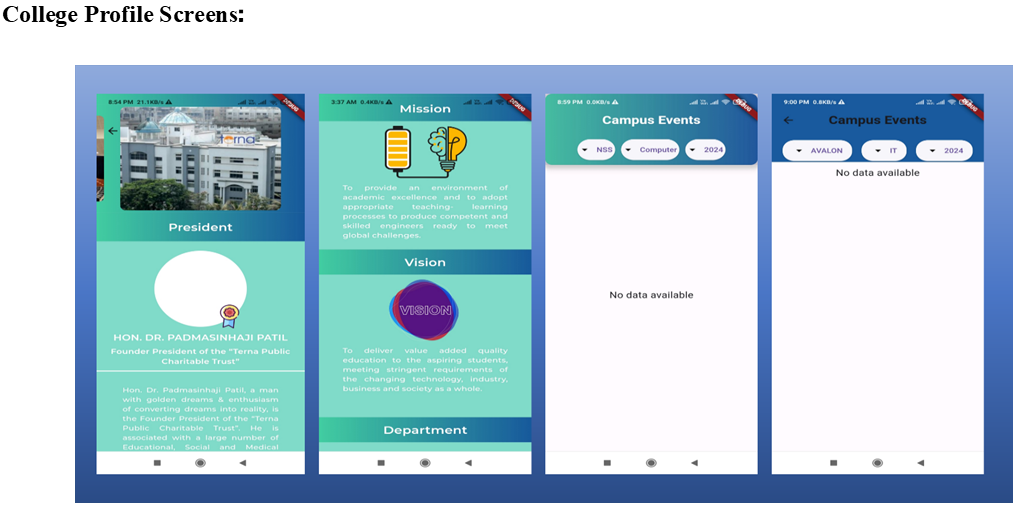 College Profile Screens:
8:54 PM 21.1KB/s
DEBUG
terna
President
HON. DR. PADMASINHAJI PATIL
Founder President of the "Terna Public
Charitable Trust"
Hon. Dr. Padmasinhaji Patil, a man
with golden dreams & enthusiasm
of converting dreams into reality, is
the Founder President of the "Terna
Public Charitable Trust". He is
associated with a large number of
Educational, Social and Medical
3:37 AM 0.4KB/s
DEBUG
Mission
To provide an environment of
academic excellence and to adopt
appropriate teaching- learning
processes to produce competent and
skilled engineers ready to meet
global challenges.
Vision
VISION
To deliver value added quality
education to the aspiring students,
meeting stringent requirements of
the changing technology, industry,
business and society as a whole.
Department
8:59 PM 0.0KB/s
Campus Events
NSS Computer 2024
No data available
9:00 PM 0.8KB/s
Campus Events
AVALON IT 2024
No data available